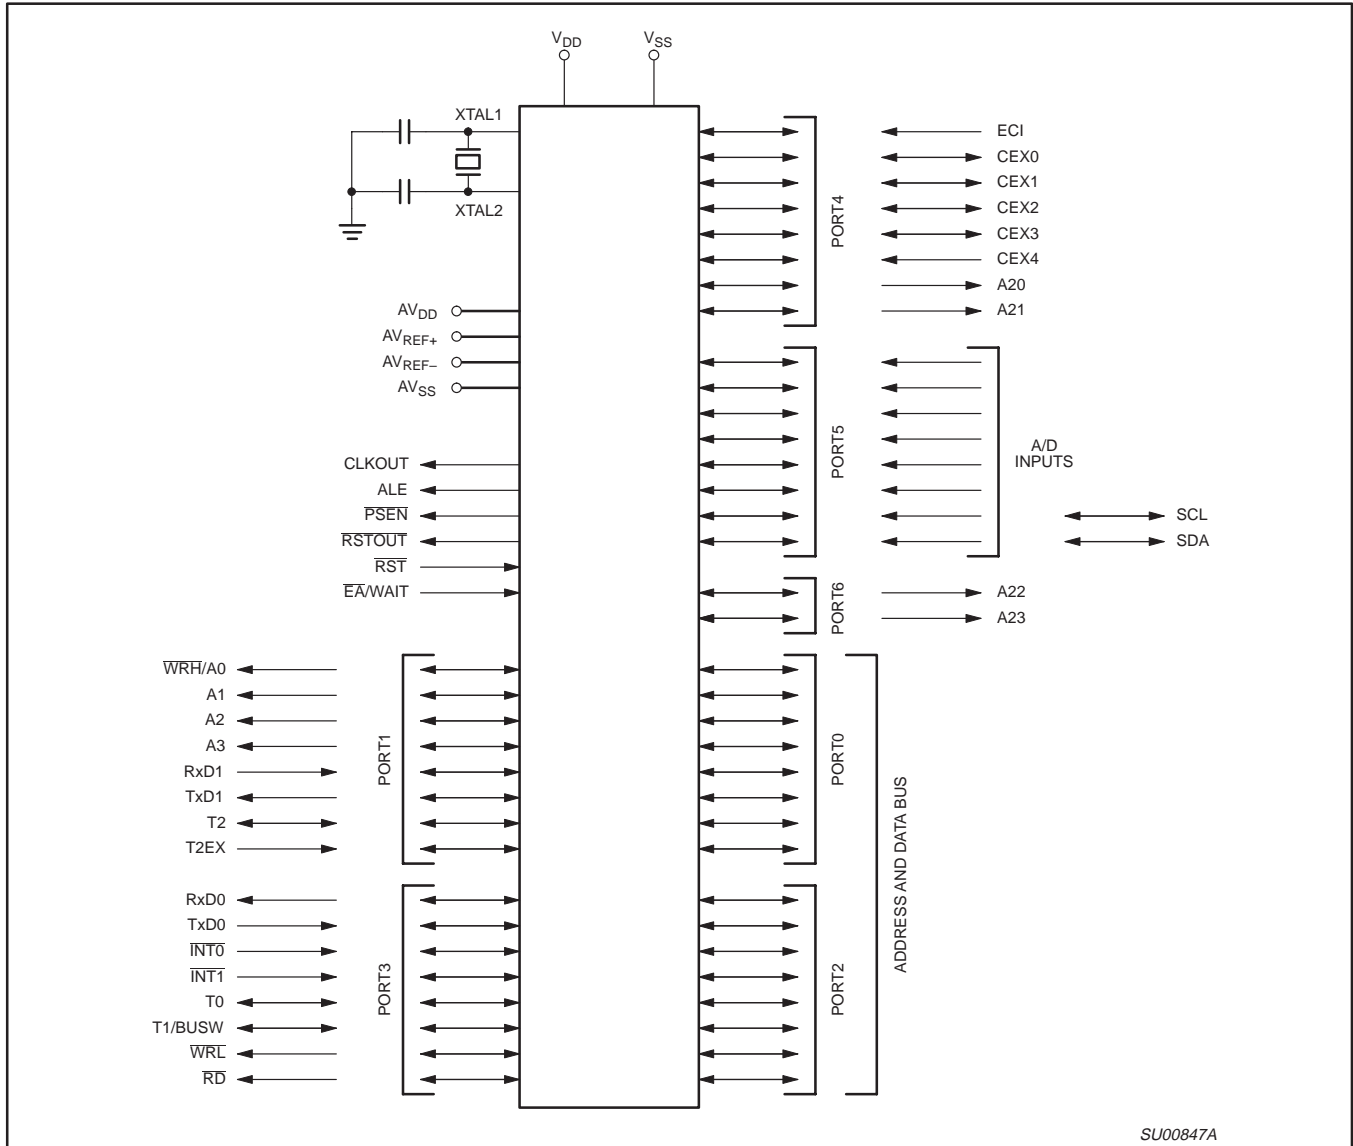 VDD
VSS
XTAL1
XTAL2
AVDD
AVREF+
AVREF–
AVSS
CLKOUT
ALE
PSEN
RSTOUT
RST
EA/WAIT
WRH/A0
A1
A2
A3
RxD1
TxD1
T2
T2EX
PORT1
RxD0
TxD0
INT0
INT1
T0
T1/BUSW
WRL
RD
PORT3
PORT4
ECI
CEX0
CEX1
CEX2
CEX3
CEX4
A20
A21
PORT5
A/D
INPUTS
SCL
SDA
PORT6
A22
A23
PORT0
PORT2
ADDRESS AND DATA BUS
SU00847A